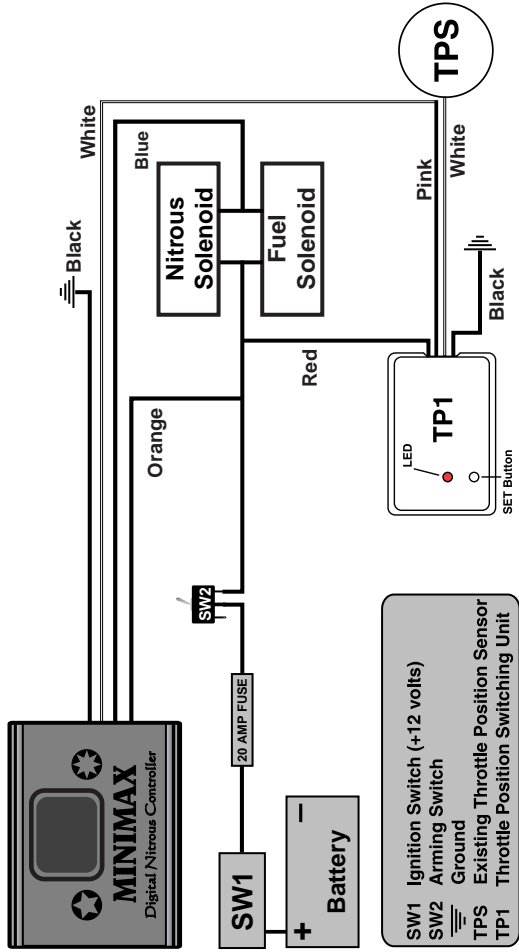 MINIMAX
Digital Nitrous Controller
Black
White
Blue
Orange
Nitrous
Solenoid
Fuel
Solenoid
Red
Pink
White
TPS
Black
TP1
LED
SET Button
SW2
20 AMP FUSE
SW1
+ −
Battery
SW1 Ignition Switch (+12 volts)
SW2 Arming Switch
Ground
TPS Existing Throttle Position Sensor
TP1 Throttle Position Switching Unit